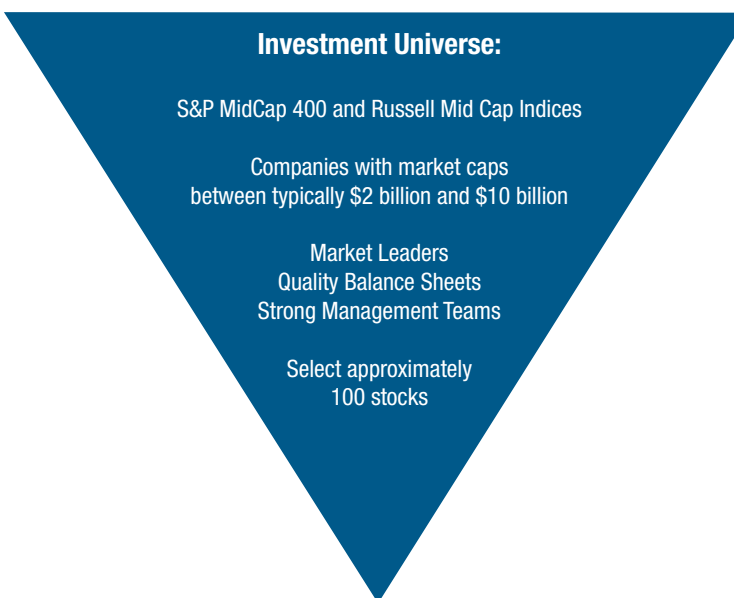 Investment Universe:
S&P MidCap 400 and Russell Mid Cap Indices
Companies with market caps
between typically $2 billion and $10 billion
Market Leaders
Quality Balance Sheets
Strong Management Teams
Select approximately
100 stocks